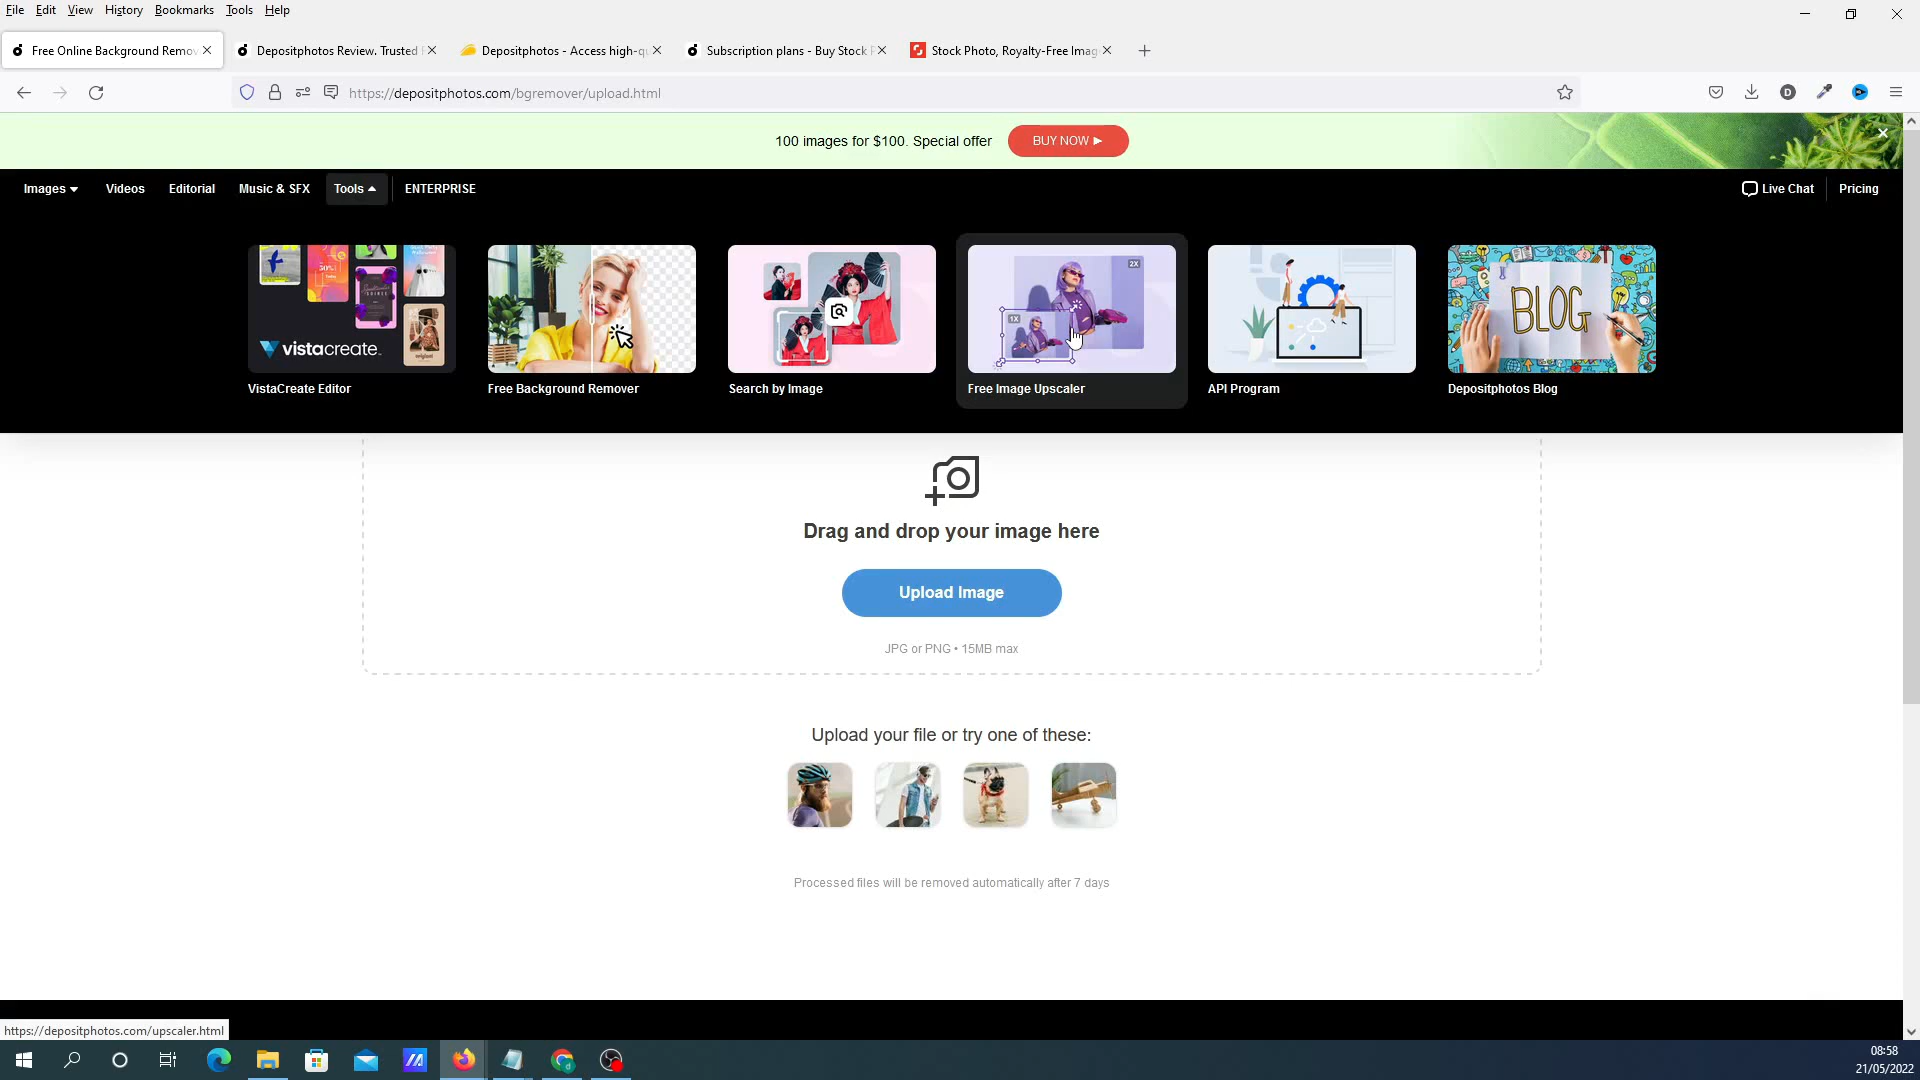 File Edit View History Bookmarks Tools Help
Free Online Background Remov
Depositphotos Review. Trusted
Depositphotos - Access high-qu
Subscription plans - Buy Stock P
Stock Photo, Royalty-Free Imag
https://depositphotos.com/bgremover/upload.html
100 images for $100. Special offer
BUY NOW ►
Images Videos Editorial Music & SFX Tools ENTERPRISE Live Chat Pricing
vistacreate
2X
1X
BLOG
VistaCreate Editor
Free Background Remover
Search by Image
Free Image Upscaler
API Program
Depositphotos Blog
Drag and drop your image here
Upload Image
JPG or PNG • 15MB max
Upload your file or try one of these:
Processed files will be removed automatically after 7 days
https://depositphotos.com/upscaler.html
08:58
21/05/2022